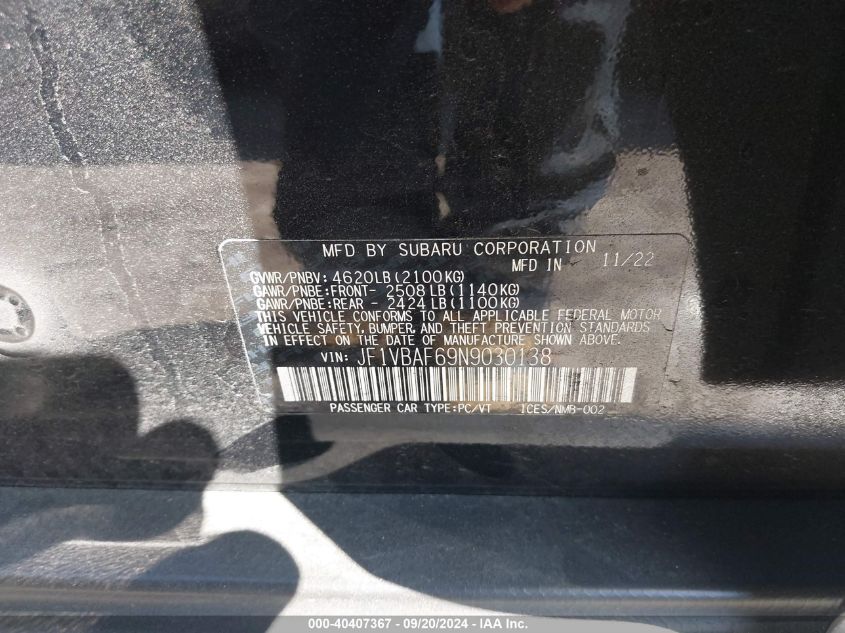 MFD BY SUBARU CORPORATION
MFD IN 11/22
GVWR/PNBV: 4620LB(2100KG)
GAWR/PNBE:FRONT- 2508LB(1140KG)
GAWR/PNBE:REAR - 2424LB(1100KG)
THIS VEHICLE CONFORMS TO ALL APPLICABLE FEDERAL MOTOR
VEHICLE SAFETY, BUMPER, AND THEFT PREVENTION STANDARDS
IN EFFECT ON THE DATE OF MANUFACTURE SHOWN ABOVE.
VIN: JF1VBAF69N9030138
PASSENGER CAR TYPE:PC/VT ICES/NMB-002
000-40407367 - 09/20/2024 - IAA Inc.